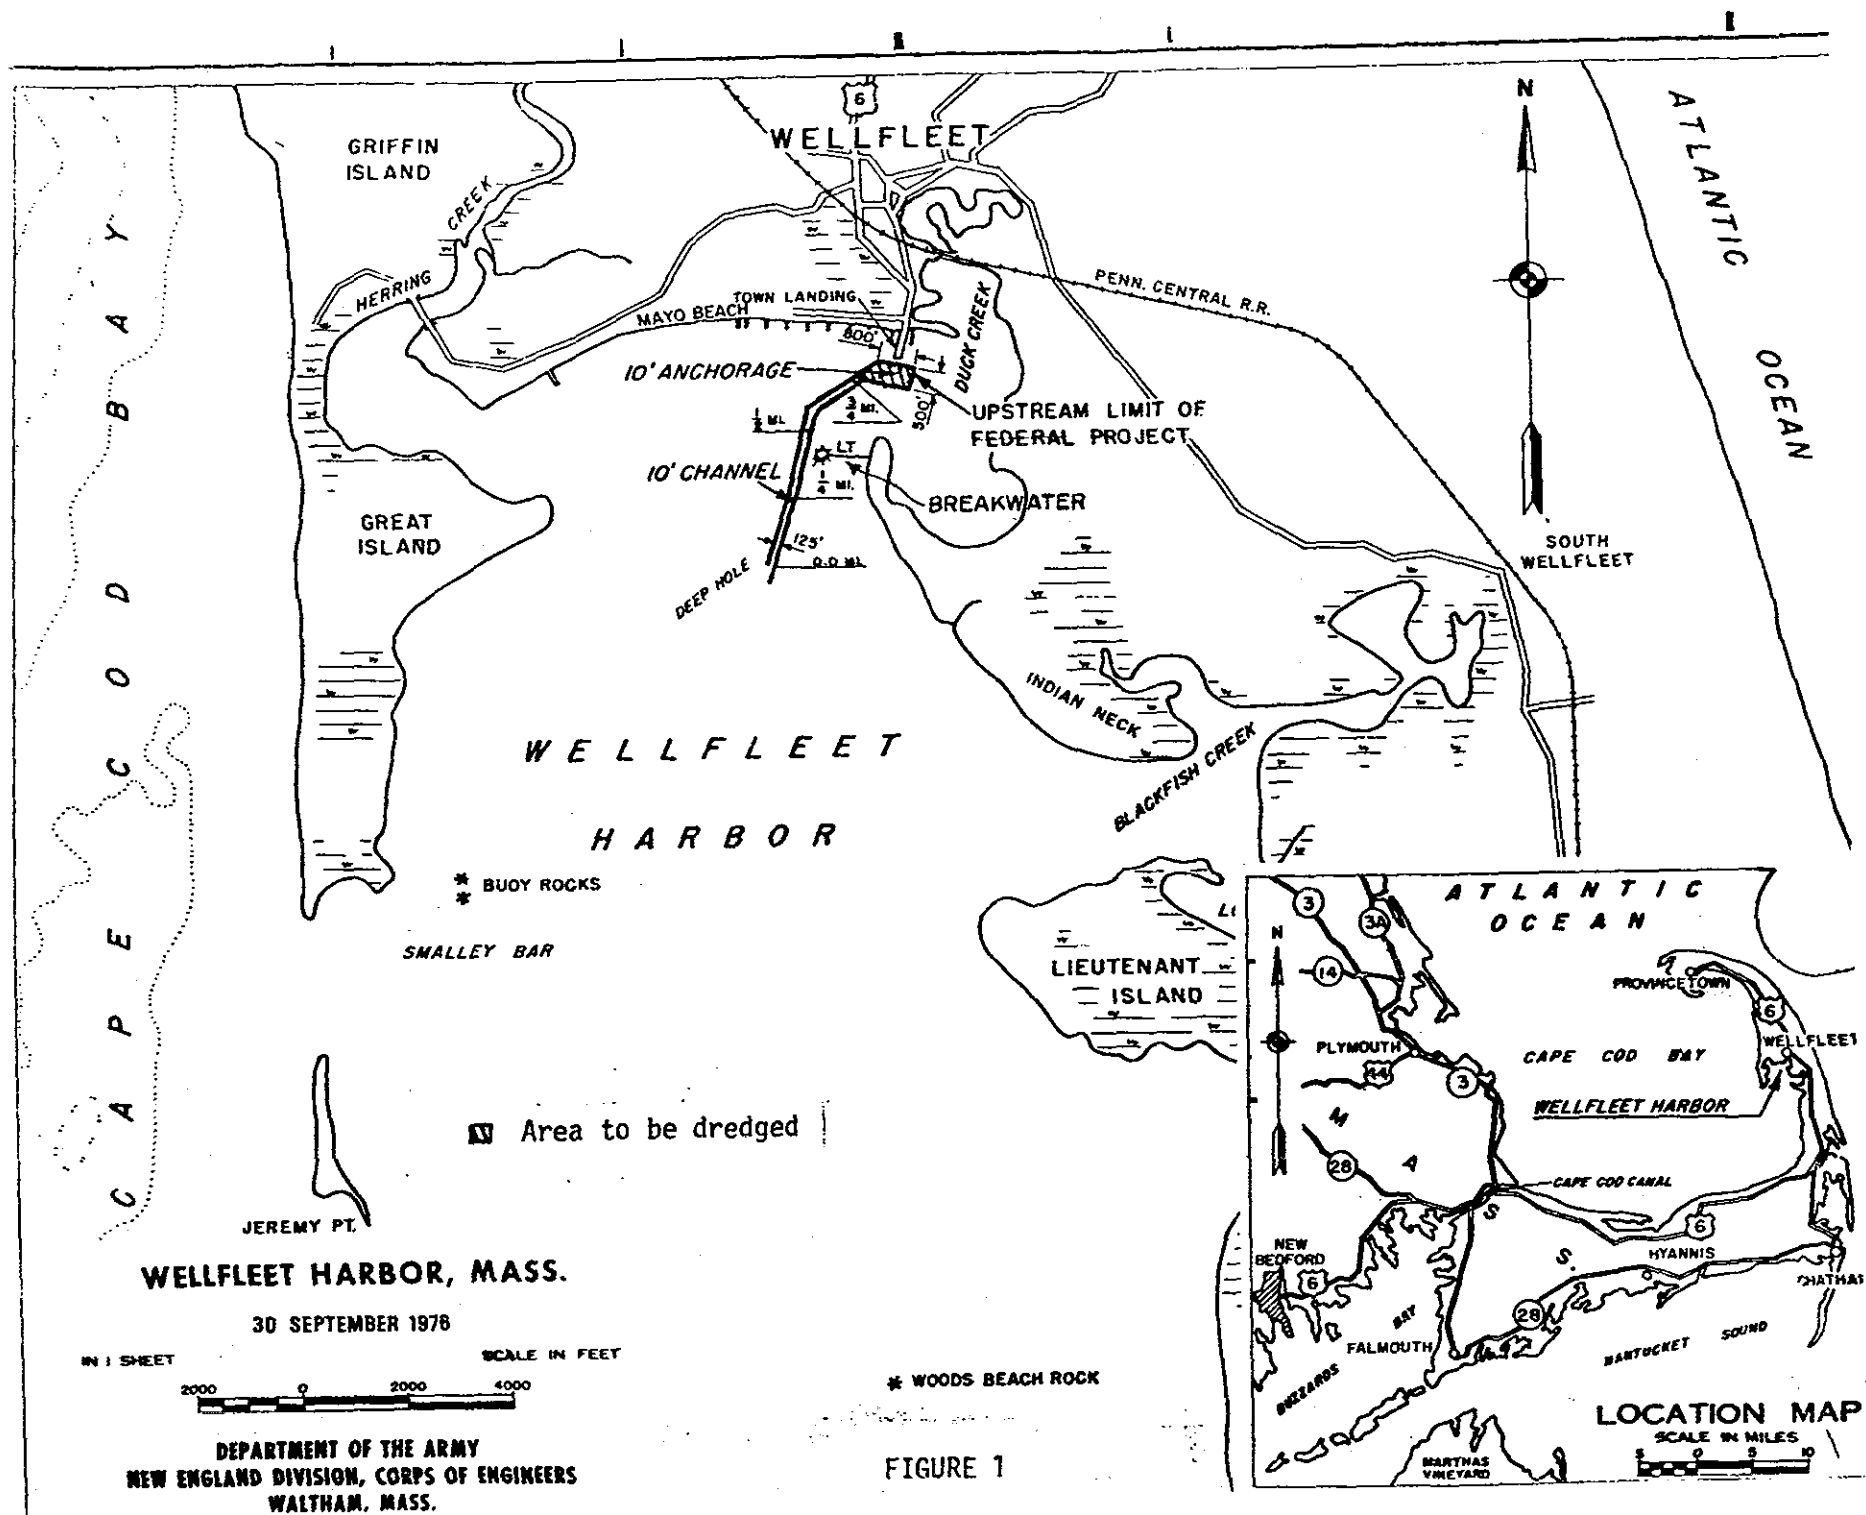 6
WELLFLEET
N
ATLANTIC
OCEAN
GRIFFIN
ISLAND
HERRING
CREEK
TOWN LANDING
MAYO BEACH
800'
PENN. CENTRAL R.R.
DUCK CREEK
10' ANCHORAGE
500'
UPSTREAM LIMIT OF
FEDERAL PROJECT
3/4 MI.
1/2 MI.
LT.
1/4 MI.
10' CHANNEL
BREAKWATER
125'
0.0 MI.
DEEP HOLE
GREAT
ISLAND
SOUTH
WELLFLEET
INDIAN NECK
BLACKFISH CREEK
CAPE COD BAY
WELLFLEET
HARBOR
BUOY ROCKS
SMALLEY BAR
LIEUTENANT
ISLAND
Area to be dredged
JEREMY PT.
WELLFLEET HARBOR, MASS.
30 SEPTEMBER 1976
IN 1 SHEET
SCALE IN FEET
2000 0 2000 4000
DEPARTMENT OF THE ARMY
NEW ENGLAND DIVISION, CORPS OF ENGINEERS
WALTHAM, MASS.
WOODS BEACH ROCK
FIGURE 1
ATLANTIC
OCEAN
3
3A
N
14
PROVINCETOWN
6
WELLFLEET
PLYMOUTH
CAPE COD BAY
44
3
WELLFLEET HARBOR
MASS.
28
CAPE COD CANAL
6
NEW
BEDFORD
6
HYANNIS
28
FALMOUTH
BUZZARDS BAY
NANTUCKET SOUND
MARTHAS
VINEYARD
LOCATION MAP
SCALE IN MILES
5 0 5 10